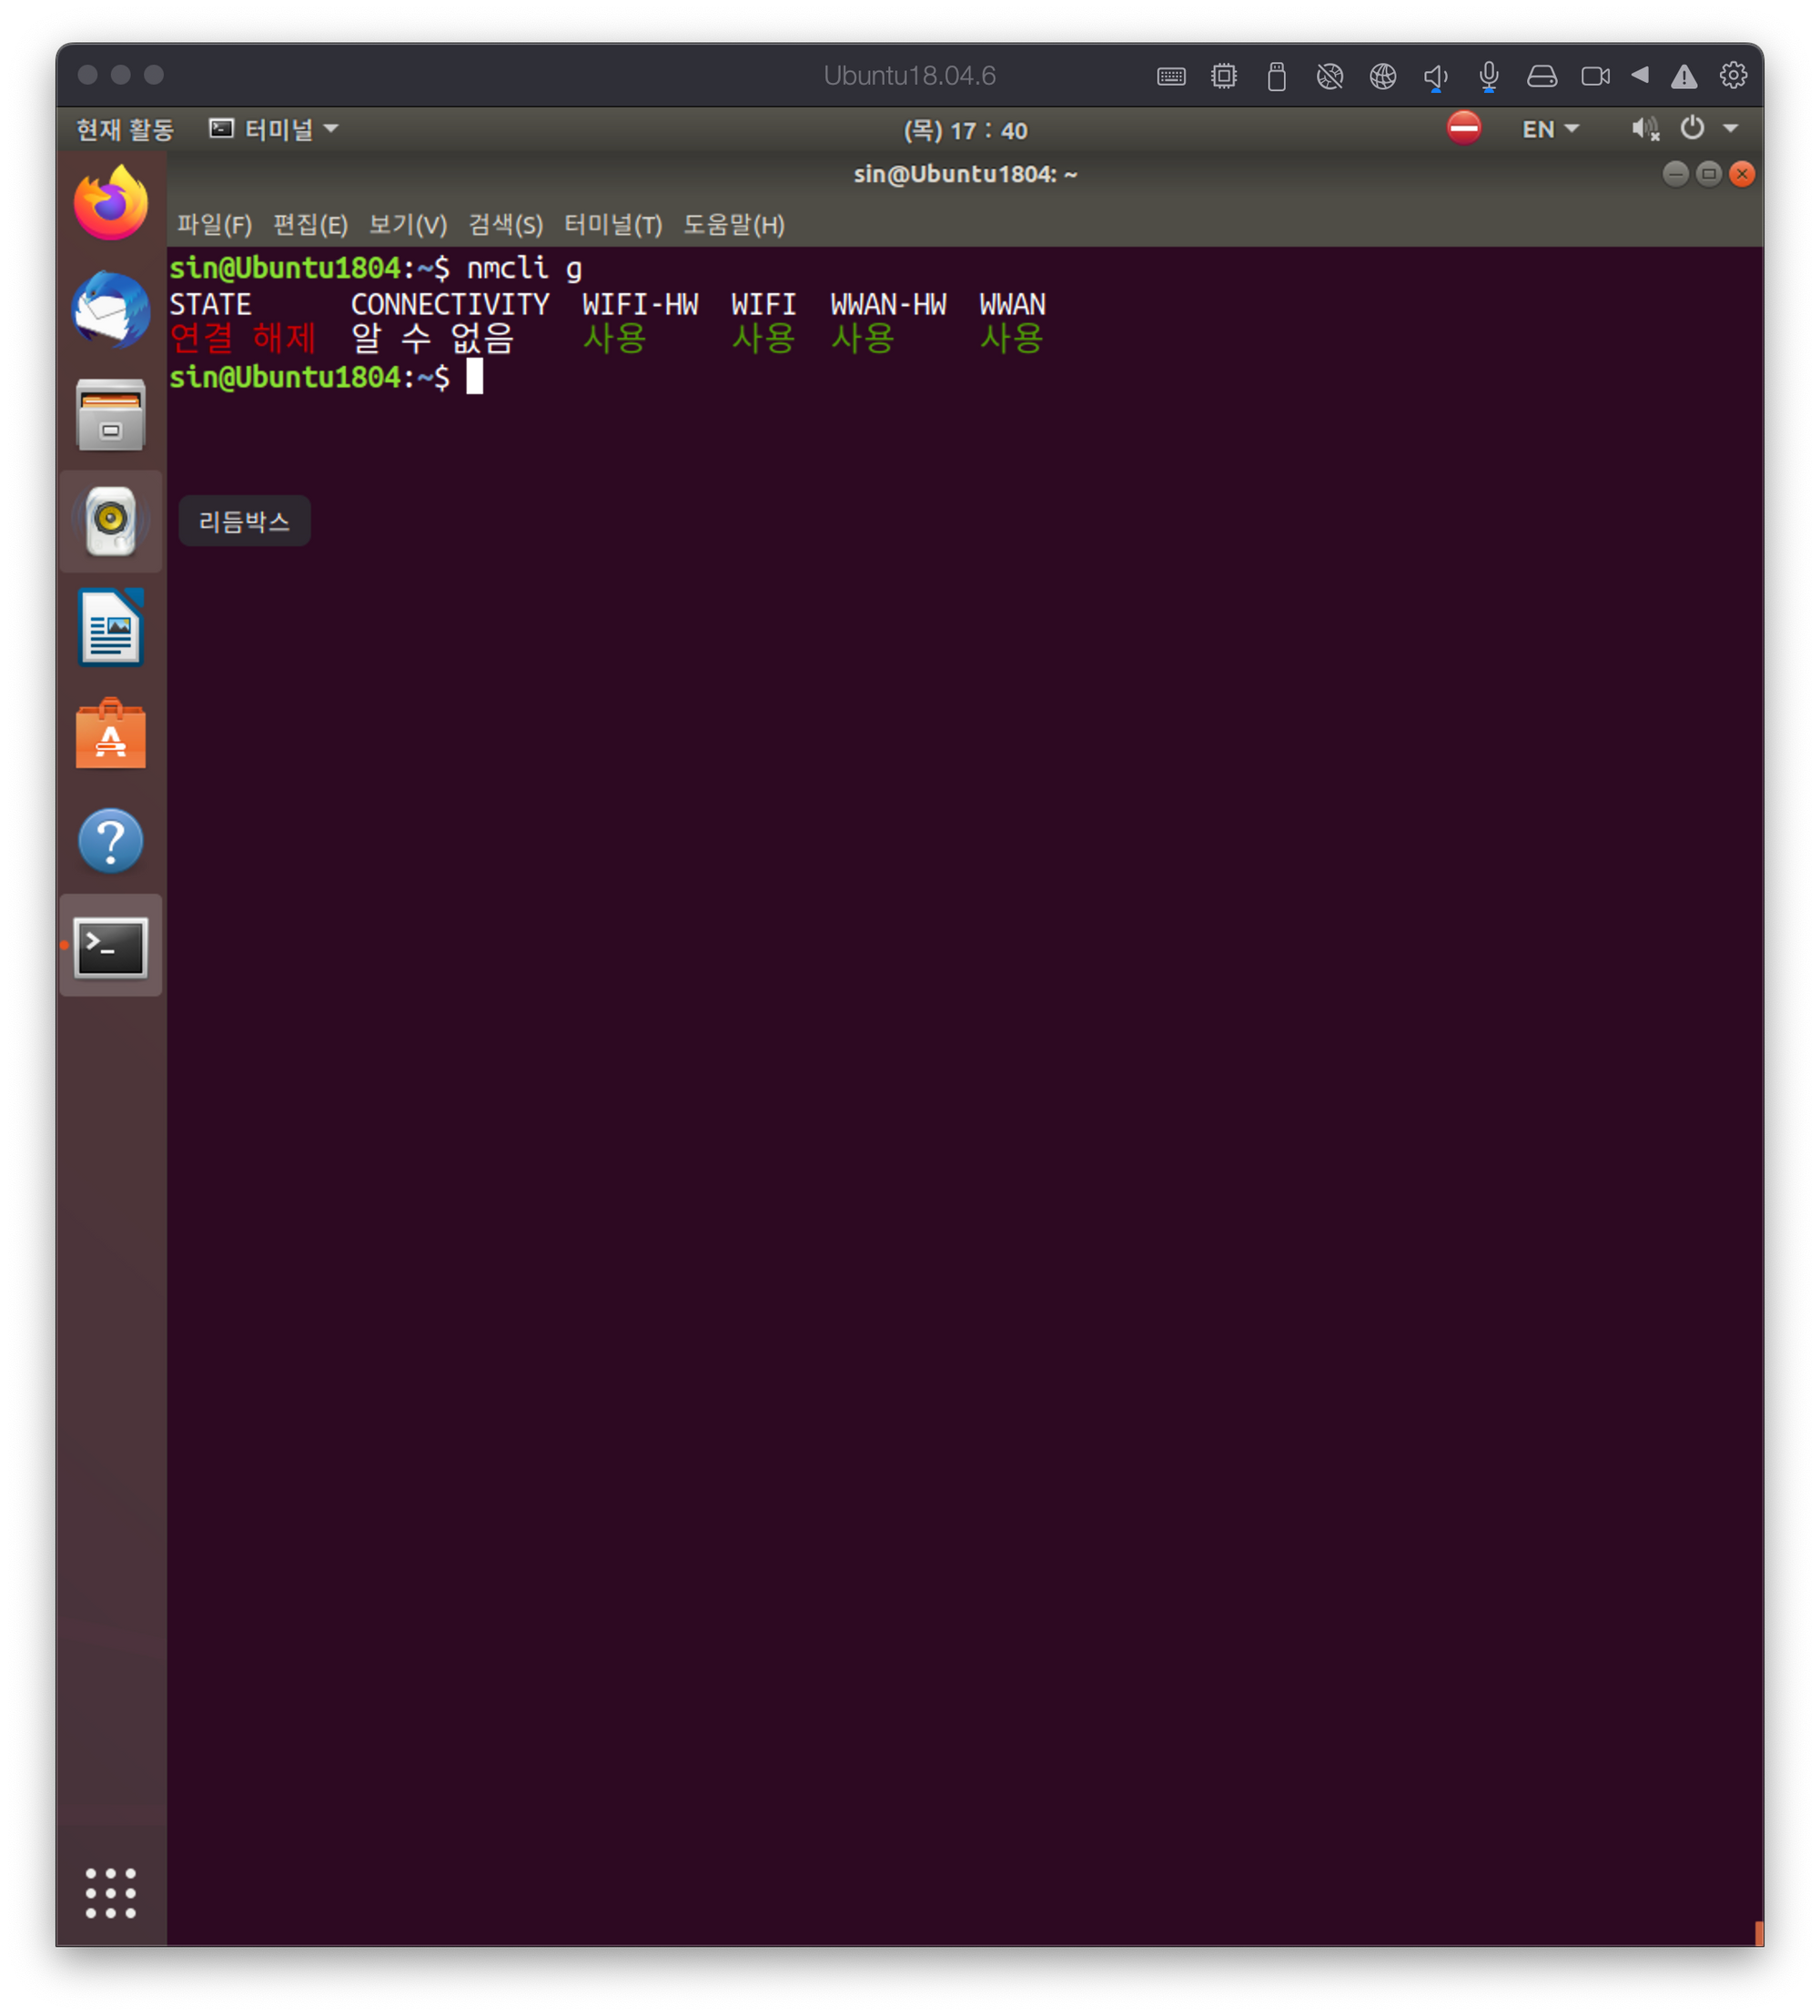 Ubuntu18.04.6
현재 활동 터미널 (목) 17 : 40 EN
sin@Ubuntu1804: ~
파일(F) 편집(E) 보기(V) 검색(S) 터미널(T) 도움말(H)
sin@Ubuntu1804:~$ nmcli g
STATE CONNECTIVITY WIFI-HW WIFI WWAN-HW WWAN
연결 해제 알 수 없음 사용 사용 사용 사용
sin@Ubuntu1804:~$
리듬박스